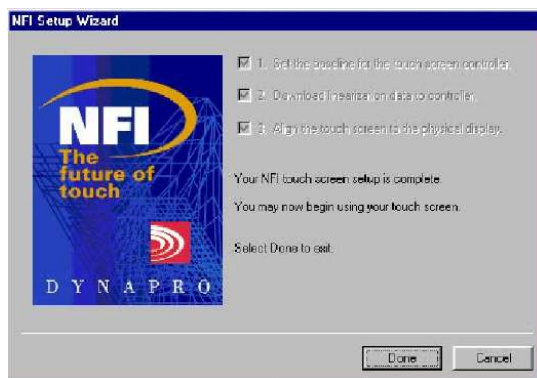 NFI Setup Wizard
NFI
The
future of
touch
DYNAPRO
1. Set the baseline for the touch screen controller.
2. Download linearization data to controller.
3. Align the touch screen to the physical display.
Your NFI touch screen setup is complete.
You may now begin using your touch screen.
Select Done to exit.
Done
Cancel